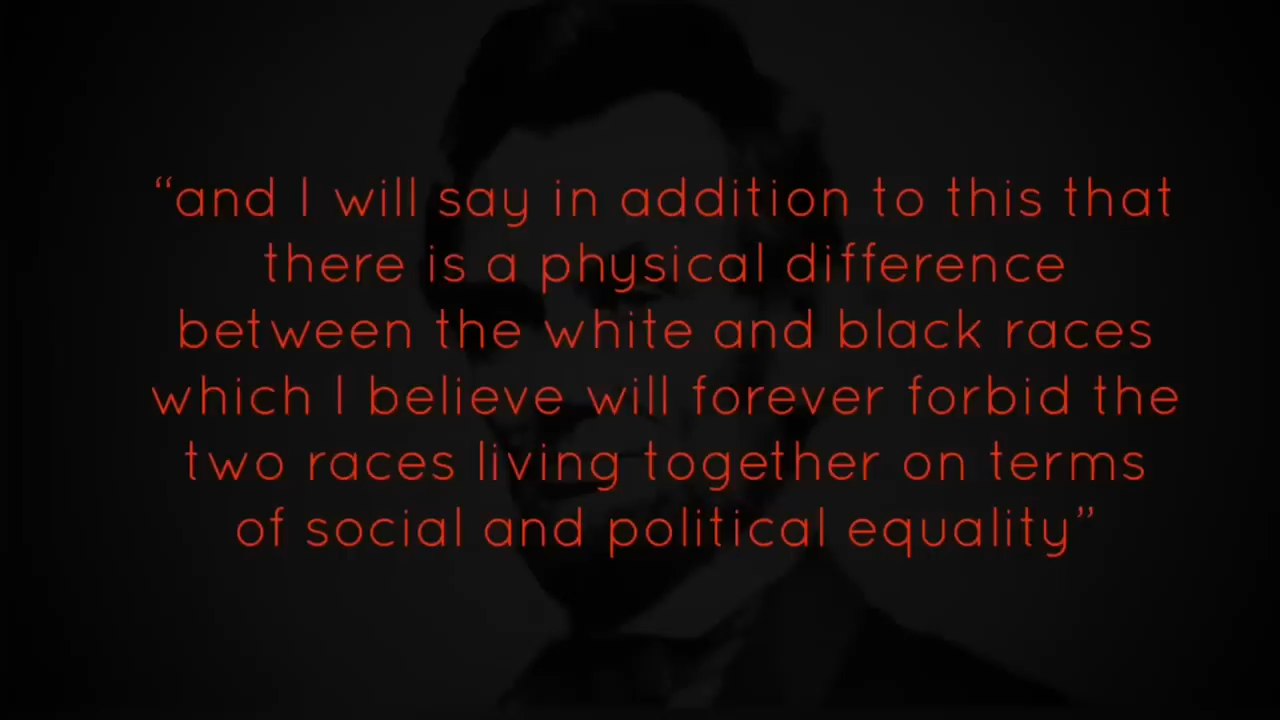 “and I will say in addition to this that
there is a physical difference
between the white and black races
which I believe will forever forbid the
two races living together on terms
of social and political equality”